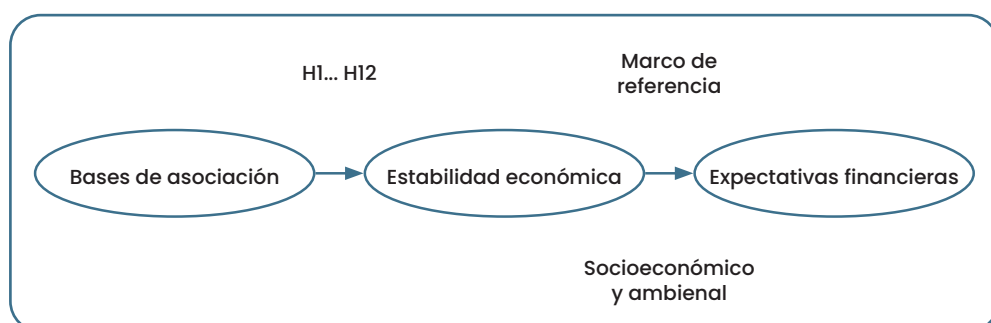 H1... H12
Marco de
referencia
Bases de asociación
Estabilidad económica
Expectativas financieras
Socioeconómico
y ambienal